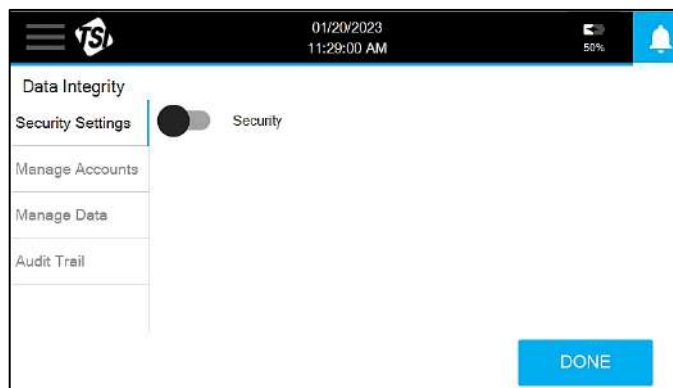 TSI
01/20/2023
11:29:00 AM
50%
Data Integrity
Security Settings
Security
Manage Accounts
Manage Data
Audit Trail
DONE